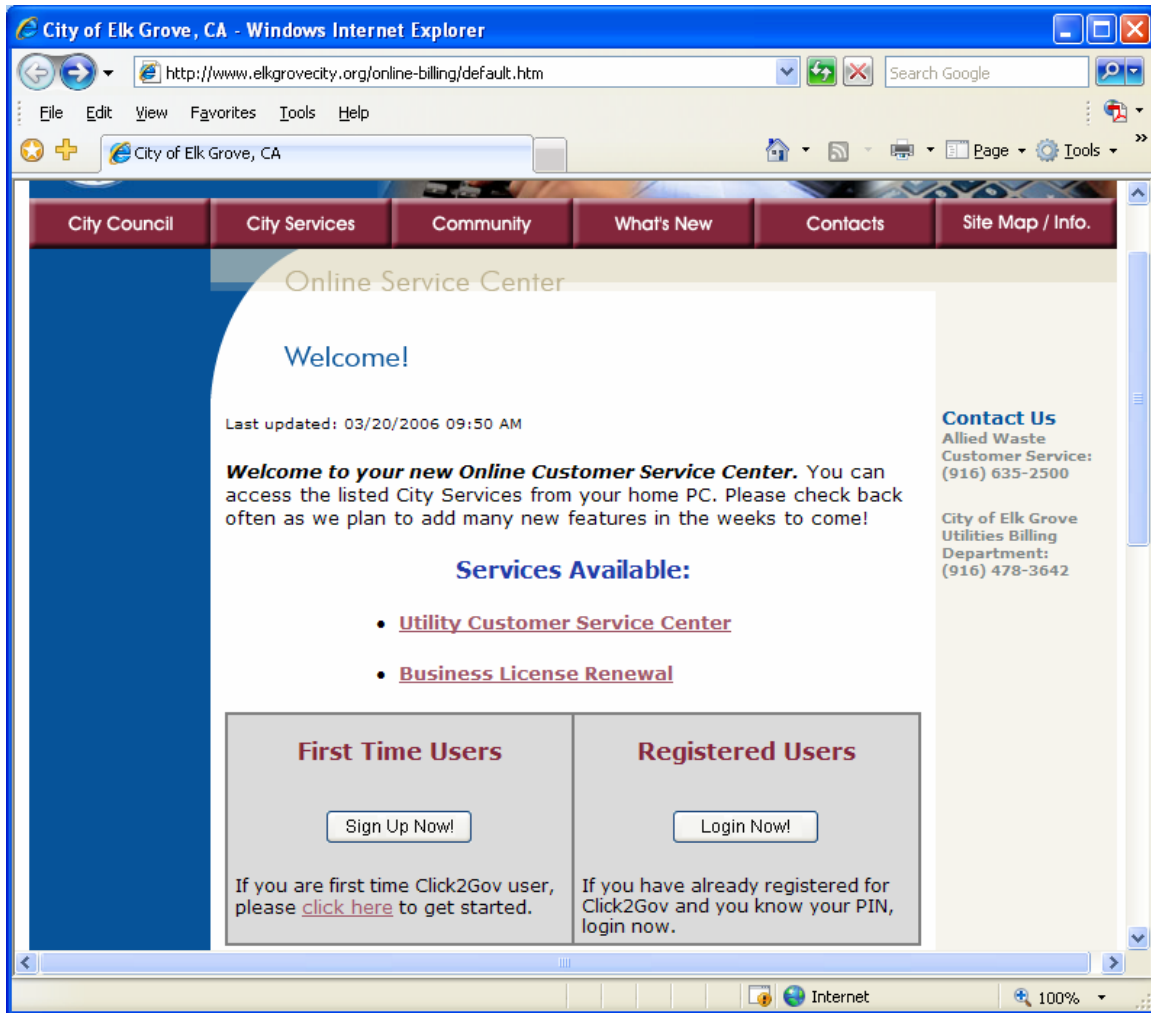 City of Elk Grove, CA - Windows Internet Explorer
http://www.elkgrovecity.org/online-billing/default.htm
Search Google
File Edit View Favorites Tools Help
City of Elk Grove, CA
Page Tools »
City Council City Services Community What's New Contacts Site Map / Info.
Online Service Center
Welcome!
Last updated: 03/20/2006 09:50 AM
Welcome to your new Online Customer Service Center. You can
access the listed City Services from your home PC. Please check back
often as we plan to add many new features in the weeks to come!
Services Available:
• Utility Customer Service Center
• Business License Renewal
First Time Users
Sign Up Now!
If you are first time Click2Gov user,
please click here to get started.
Registered Users
Login Now!
If you have already registered for
Click2Gov and you know your PIN,
login now.
Contact Us
Allied Waste
Customer Service:
(916) 635-2500
City of Elk Grove
Utilities Billing
Department:
(916) 478-3642
Internet
100%